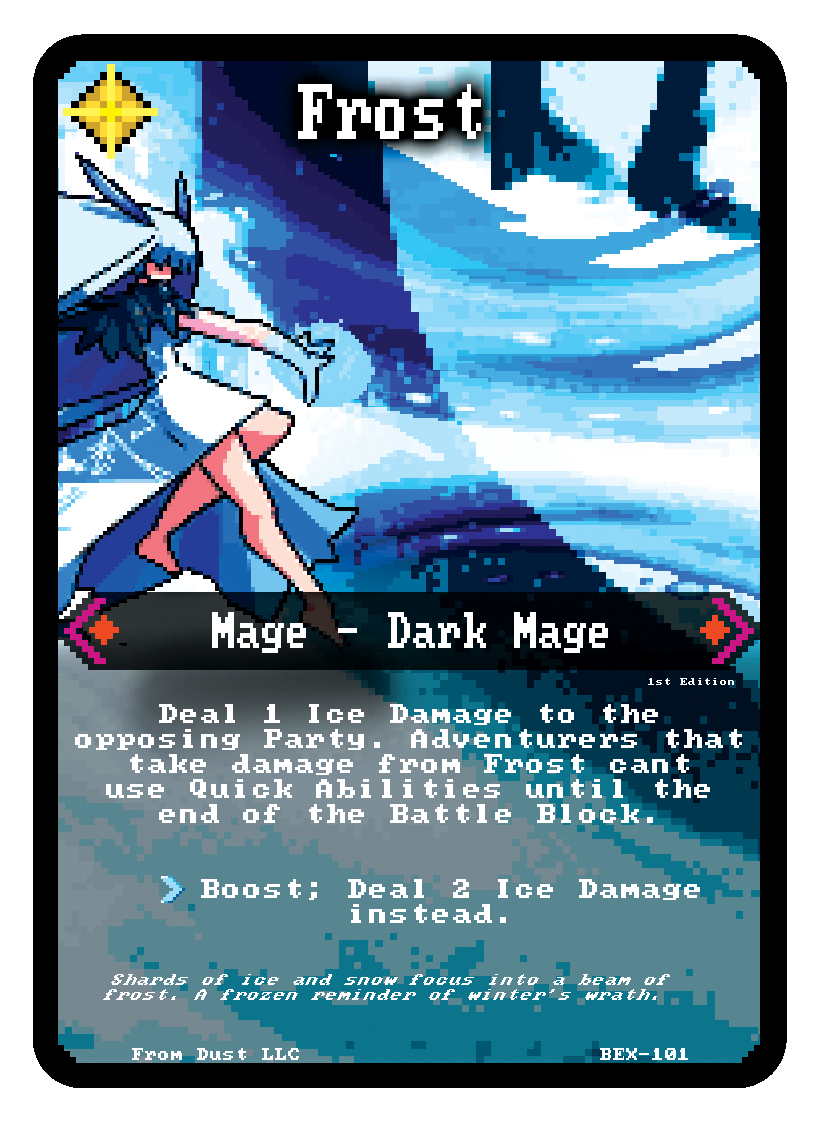 Frost
Mage - Dark Mage
1st Edition
Deal 1 Ice Damage to the
opposing Party. Adventurers that
take damage from Frost cant
use Quick Abilities until the
end of the Battle Block.
Boost; Deal 2 Ice Damage
instead.
Shards of ice and snow focus into a beam of
frost. A frozen reminder of winter's wrath.
From Dust LLC
BEX-101